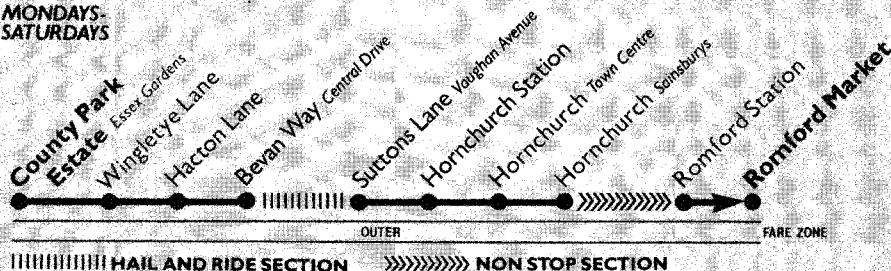 MONDAYS-
SATURDAYS
County Park
Estate Essex Gardens
Wingletye Lane
Hacton Lane
Bevan Way Central Drive
Suttons Lane Vaughan Avenue
Hornchurch Station
Hornchurch Town Centre
Hornchurch Sainsburys
Romford Station
Romford Market
OUTER FARE ZONE
HAIL AND RIDE SECTION NON STOP SECTION